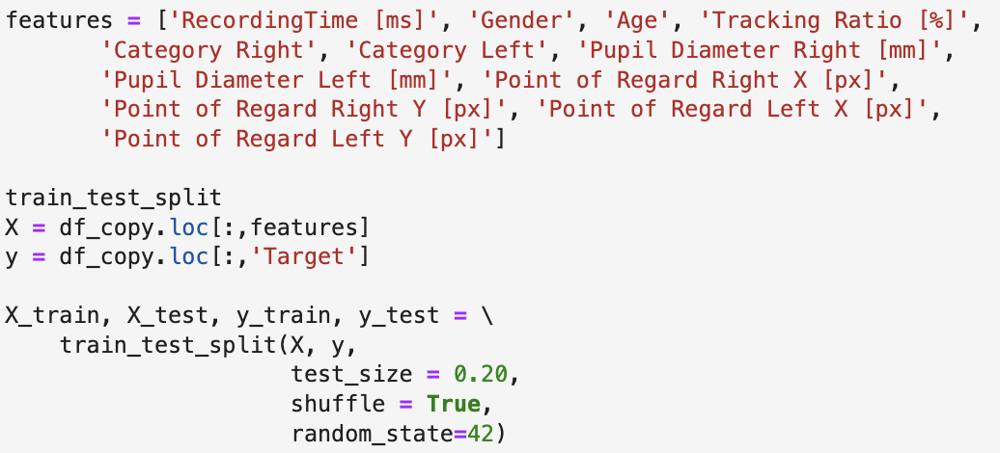 features = ['RecordingTime [ms]', 'Gender', 'Age', 'Tracking Ratio [%]',
'Category Right', 'Category Left', 'Pupil Diameter Right [mm]',
'Pupil Diameter Left [mm]', 'Point of Regard Right X [px]',
'Point of Regard Right Y [px]', 'Point of Regard Left X [px]',
'Point of Regard Left Y [px]']
train_test_split
X = df_copy.loc[:,features]
y = df_copy.loc[:,'Target']
X_train, X_test, y_train, y_test = \
train_test_split(X, y,
test_size = 0.20,
shuffle = True,
random_state=42)